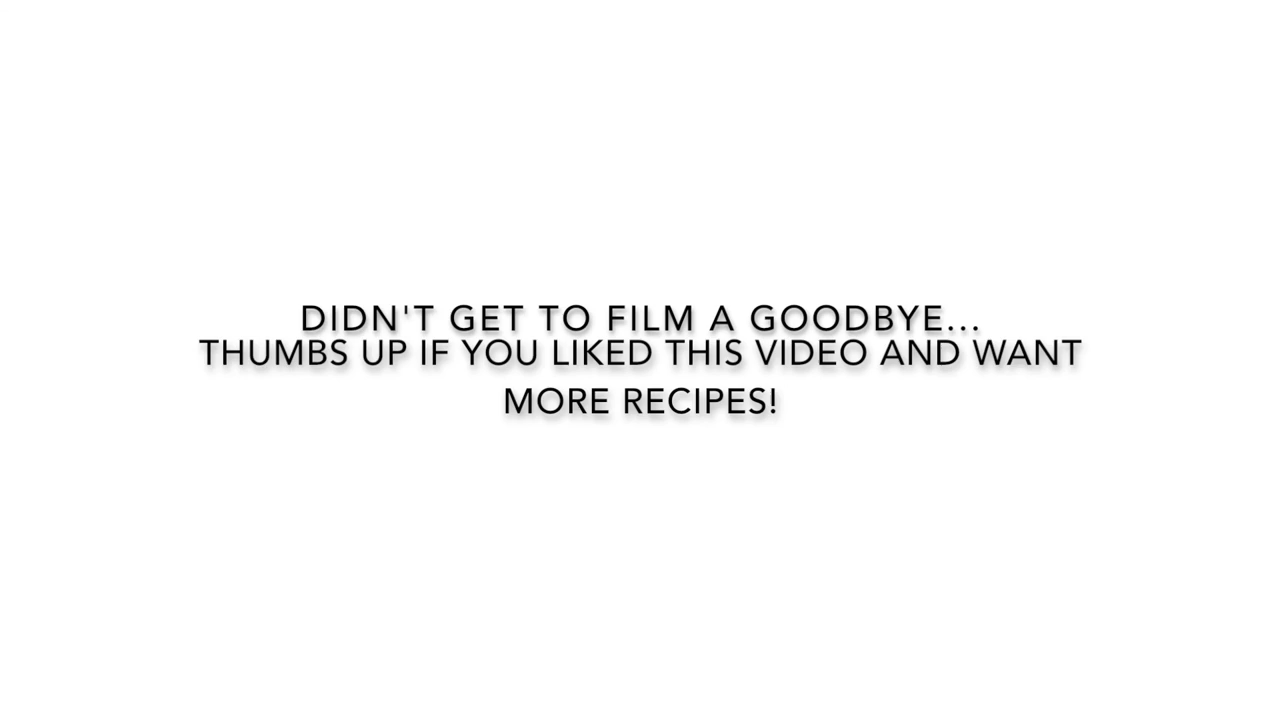 DIDN'T GET TO FILM A GOODBYE...
THUMBS UP IF YOU LIKED THIS VIDEO AND WANT
MORE RECIPES!